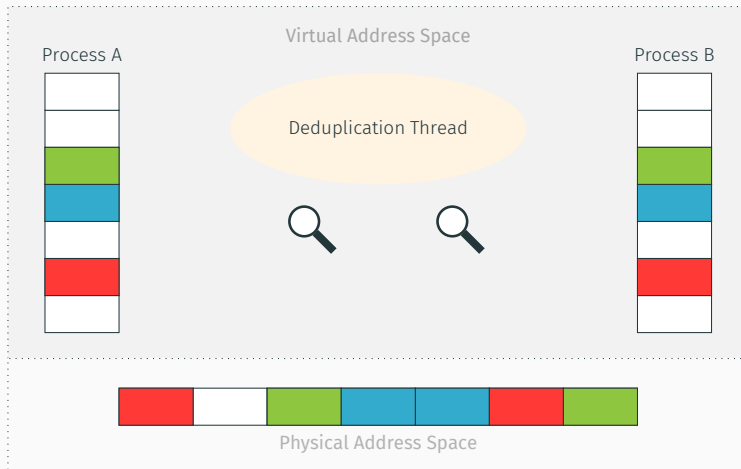 Virtual Address Space
Process A
Process B
Deduplication Thread
Physical Address Space